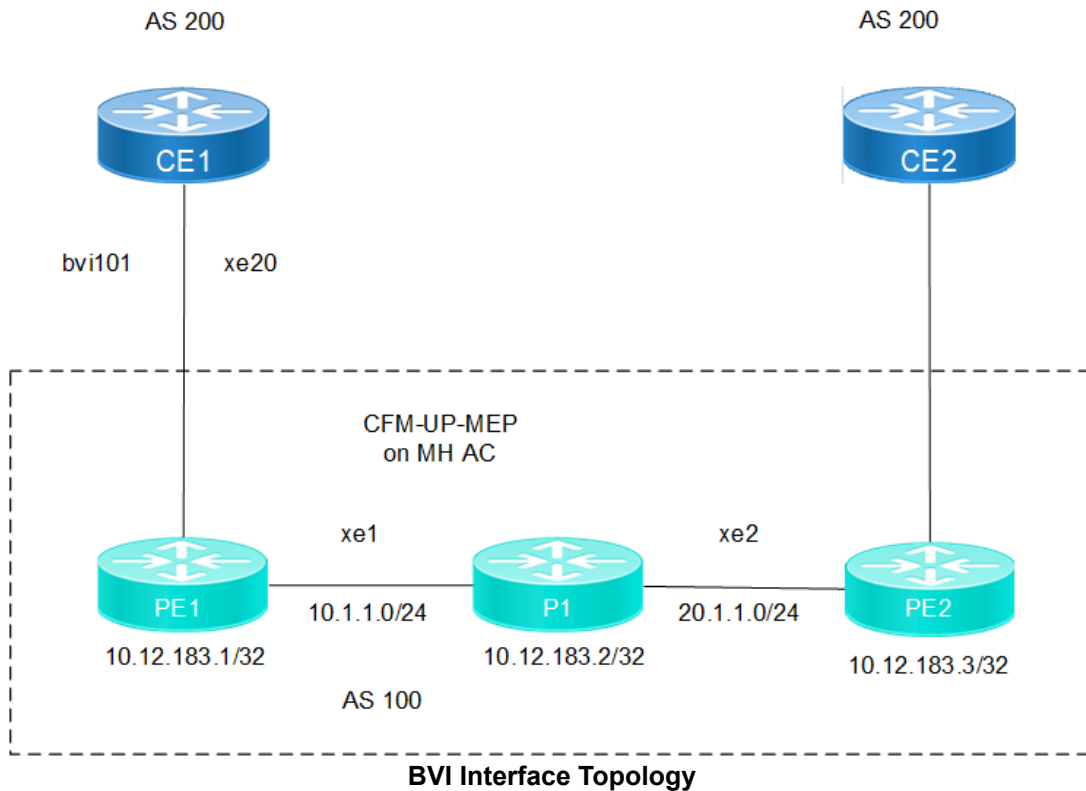 AS 200
AS 200
CE1
CE2
bvi101
xe20
CFM-UP-MEP
on MH AC
xe1
xe2
PE1
10.1.1.0/24
P1
20.1.1.0/24
PE2
10.12.183.1/32
10.12.183.2/32
10.12.183.3/32
AS 100
BVI Interface Topology